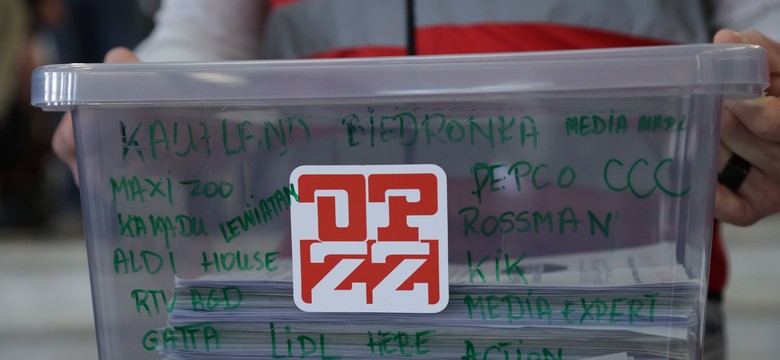 KAUFLAND BIEDRONKA MEDIA MARK
MAXI ZOO PEPCO CCC
KAKADU LEWIATAN OPZZ ROSSMAN
ALDI HOUSE KIK
RTV AGD MEDIA EXPERT
GATTA LIDL HEBE ACTION